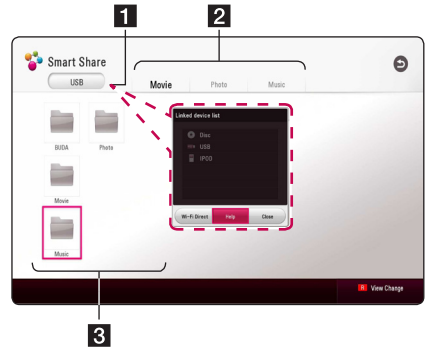 1
2
Smart Share
USB
Movie
Photo
Music
Linked device list
Disc
USB
IPOD
BUDA
Photo
Movie
Wi-Fi Direct
Help
Close
Music
R View Change
3